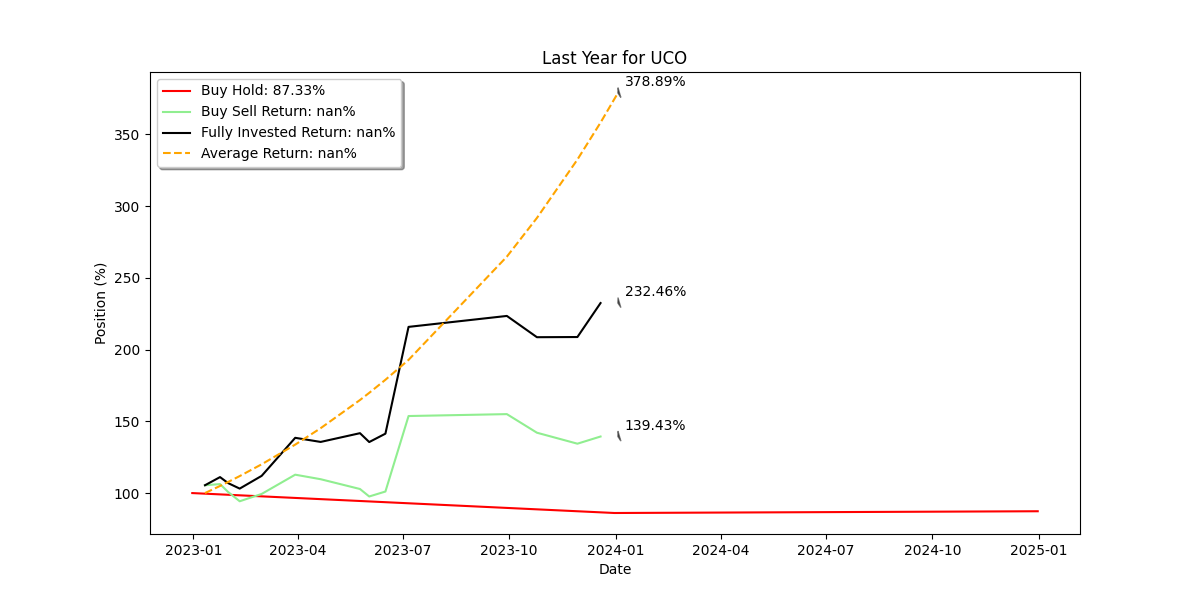 Last Year for UCO
378.89%
Buy Hold: 87.33%
Buy Sell Return: nan%
Fully Invested Return: nan%
Average Return: nan%
350
300
232.46%
250
200
150
139.43%
100
Position (%)
2023-01 2023-04 2023-07 2023-10 2024-01 2024-04 2024-07 2024-10 2025-01
Date